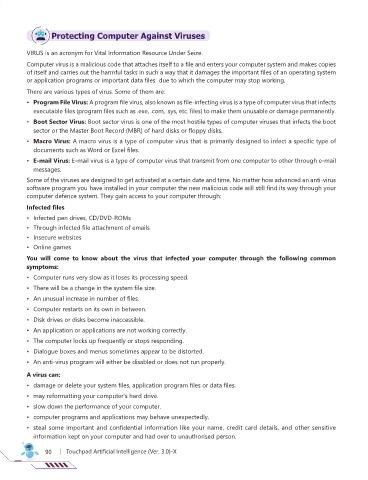 Protecting Computer Against Viruses
VIRUS is an acronym for Vital Information Resource Under Seize.
Computer virus is a malicious code that attaches itself to a file and enters your computer system and makes copies
of itself and carries out the harmful tasks in such a way that it damages the important files of an operating system
or application programs or important data files due to which the computer may stop working.
There are various types of virus. Some of them are:
• Program File Virus: A program file virus, also known as file-infecting virus is a type of computer virus that infects
executable files (program files such as .exe, .com, .sys, etc. files) to make them unusable or damage permanently.
• Boot Sector Virus: Boot sector virus is one of the most hostile types of computer viruses that infects the boot
sector or the Master Boot Record (MBR) of hard disks or floppy disks.
• Macro Virus: A macro virus is a type of computer virus that is primarily designed to infect a specific type of
documents such as Word or Excel files.
• E-mail Virus: E-mail virus is a type of computer virus that transmit from one computer to other through e-mail
messages.
Some of the viruses are designed to get activated at a certain date and time. No matter how advanced an anti-virus
software program you have installed in your computer the new malicious code will still find its way through your
computer defence system. They gain access to your computer through:
Infected files
• Infected pen drives, CD/DVD-ROMs
• Through infected file attachment of emails
• Insecure websites
• Online games
You will come to know about the virus that infected your computer through the following common
symptoms:
• Computer runs very slow as it loses its processing speed.
• There will be a change in the system file size.
• An unusual increase in number of files.
• Computer restarts on its own in between.
• Disk drives or disks become inaccessible.
• An application or applications are not working correctly.
• The computer locks up frequently or stops responding.
• Dialogue boxes and menus sometimes appear to be distorted.
• An anti-virus program will either be disabled or does not run properly.
A virus can:
• damage or delete your system files, application program files or data files.
• may reformatting your computer's hard drive.
• slow down the performance of your computer.
• computer programs and applications may behave unexpectedly.
• steal some important and confidential information like your name, credit card details, and other sensitive
information kept on your computer and had over to unauthorised person.
90 | Touchpad Artificial Intelligence (Ver. 3.0)-X